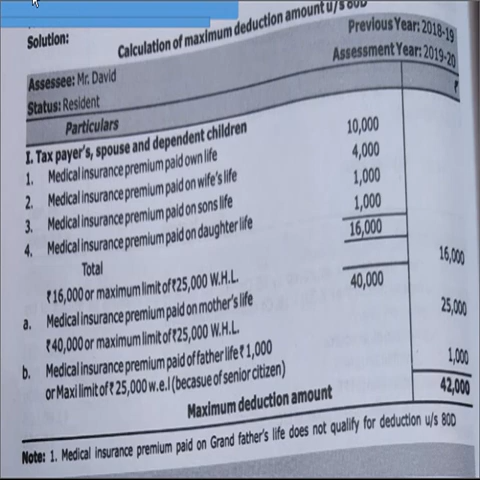 Calculation of maximum deduction amount u/s 80D
Solution:
Previous Year: 2018-19
Assessment Year: 2019-20
Assessee: Mr. David
Status: Resident
Particulars ₹
I. Tax payer's, spouse and dependent children
1. Medical insurance premium paid own life 10,000
2. Medical insurance premium paid on wife's life 4,000
3. Medical insurance premium paid on sons life 1,000
4. Medical insurance premium paid on daughter life 1,000
Total 16,000
₹16,000 or maximum limit of ₹25,000 W.H.L. 16,000
a. Medical insurance premium paid on mother's life 40,000
₹40,000 or maximum limit of ₹25,000 W.H.L. 25,000
b. Medical insurance premium paid of father life ₹ 1,000
or Maxi limit of ₹ 25,000 w.e.l (becasue of senior citizen) 1,000
Maximum deduction amount 42,000
Note: 1. Medical insurance premium paid on Grand father's life does not qualify for deduction u/s 80D